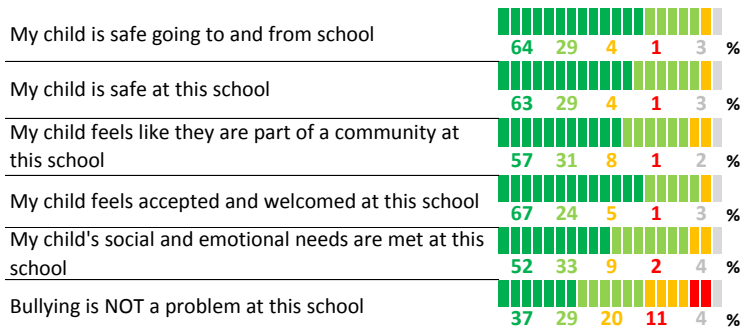 My child is safe going to and from school
64 29 4 1 3 %
My child is safe at this school
63 29 4 1 3 %
My child feels like they are part of a community at
this school
57 31 8 1 2 %
My child feels accepted and welcomed at this school
67 24 5 1 3 %
My child's social and emotional needs are met at this
school
52 33 9 2 4 %
Bullying is NOT a problem at this school
37 29 20 11 4 %